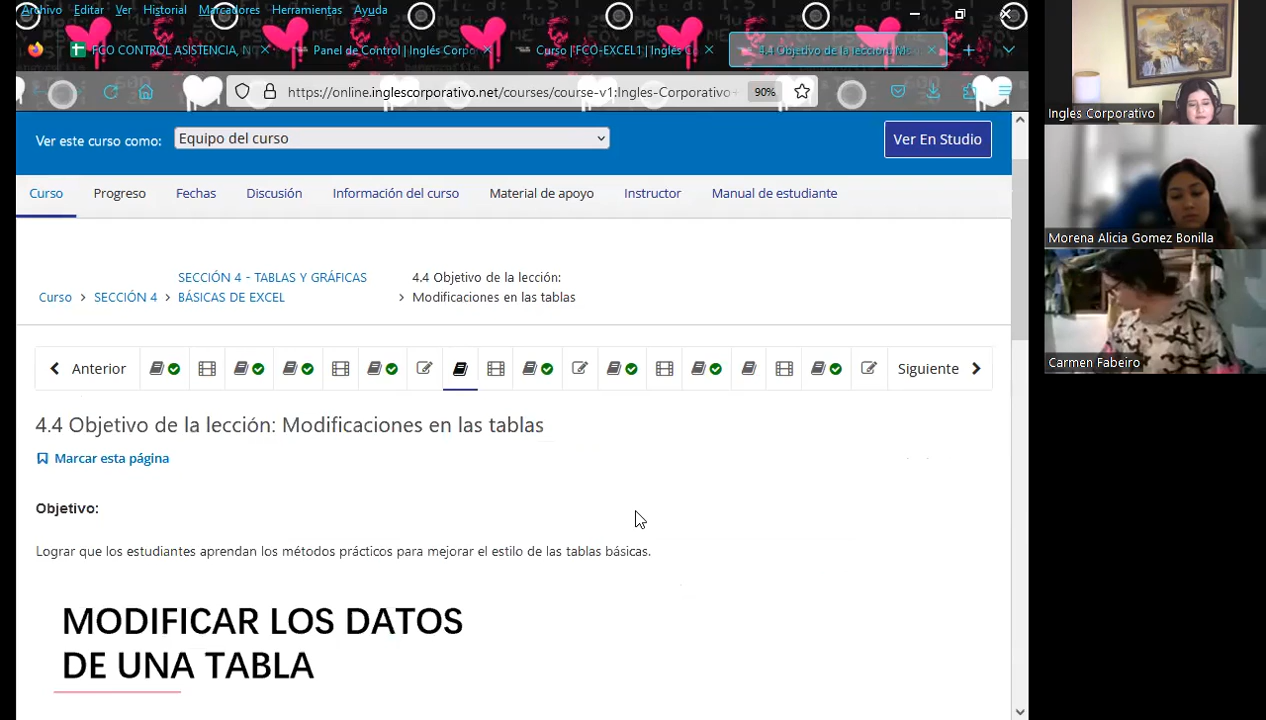 Archivo Editar Ver Historial Marcadores Herramientas Ayuda
FCO CONTROL ASISTENCIA, N
Panel de Control | Inglés Corpo
Curso | FCO-EXCEL1 | Inglés C
4.4 Objetivo de la lección: Mo
https://online.inglescorporativo.net/courses/course-v1:Ingles-Corporativo+
90%
Ver este curso como:
Equipo del curso
Ver En Studio
Curso
Progreso
Fechas
Discusión
Información del curso
Material de apoyo
Instructor
Manual de estudiante
Curso > SECCIÓN 4 >
SECCIÓN 4 - TABLAS Y GRÁFICAS
BÁSICAS DE EXCEL
>
4.4 Objetivo de la lección:
Modificaciones en las tablas
Anterior
Siguiente
4.4 Objetivo de la lección: Modificaciones en las tablas
Marcar esta página
Objetivo:
Lograr que los estudiantes aprendan los métodos prácticos para mejorar el estilo de las tablas básicas.
MODIFICAR LOS DATOS
DE UNA TABLA
Ingles Corporativo
Morena Alicia Gomez Bonilla
Carmen Fabeiro